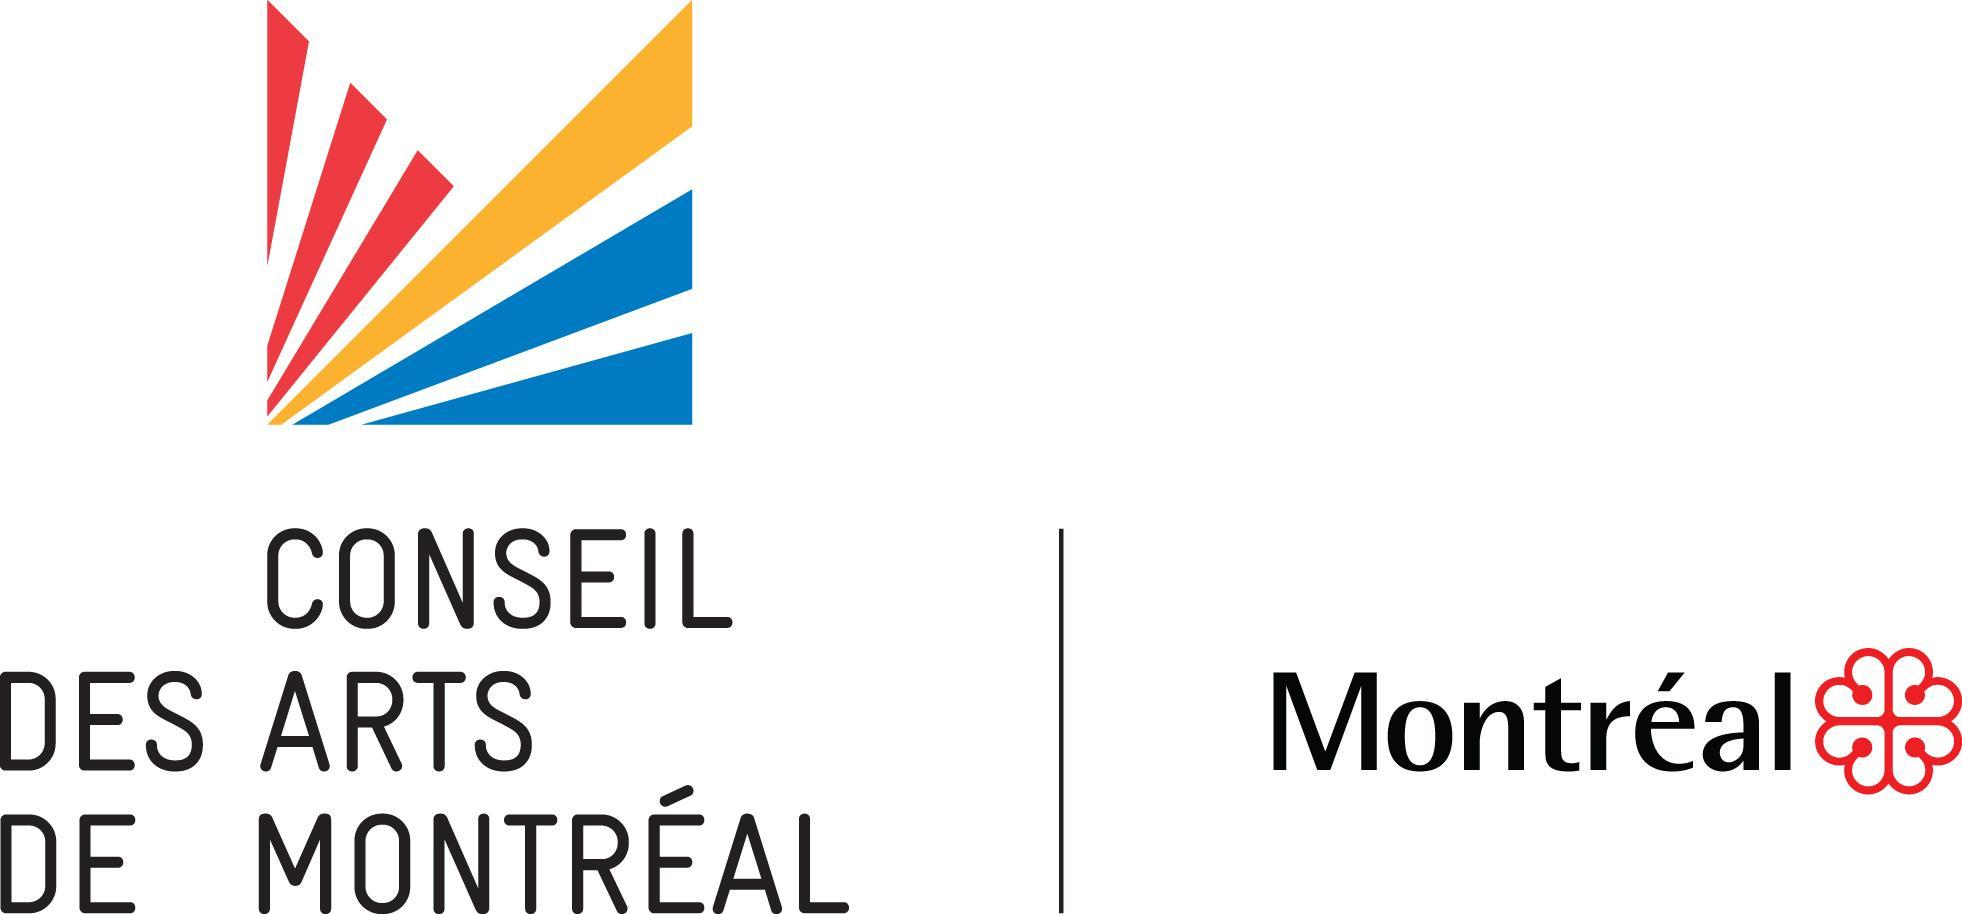 CONSEIL
DES ARTS
DE MONTRÉAL
Montréal